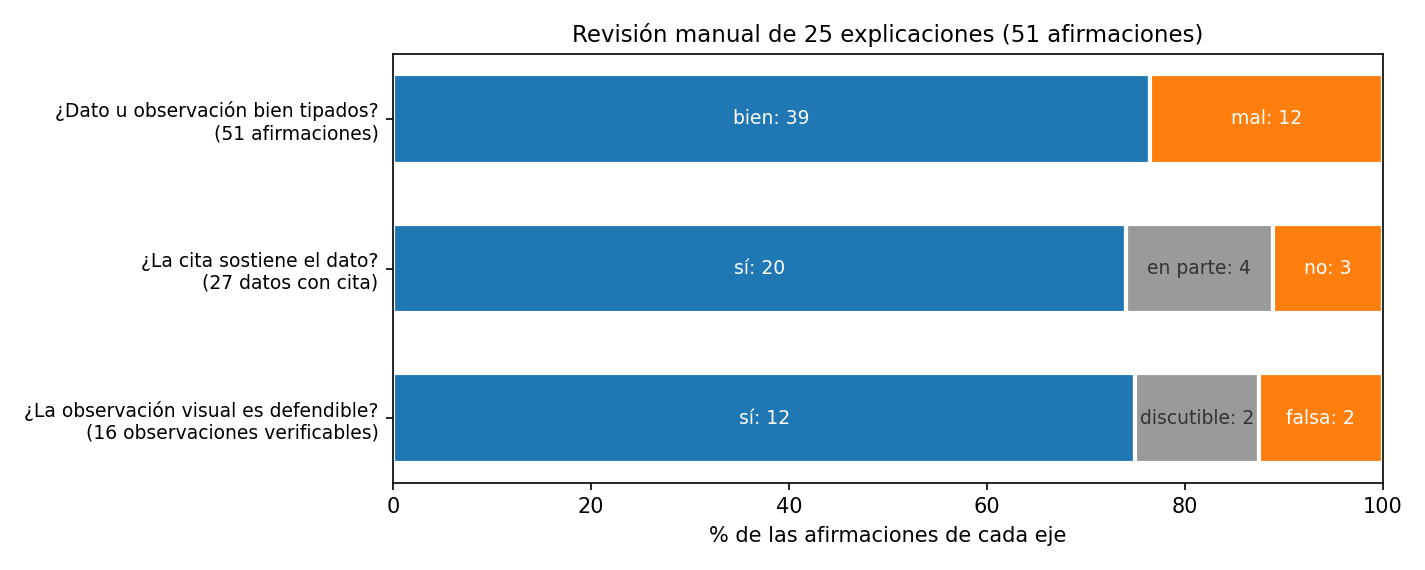 Revisión manual de 25 explicaciones (51 afirmaciones)
¿Dato u observación bien tipados?
(51 afirmaciones)
bien: 39
mal: 12
¿La cita sostiene el dato?
(27 datos con cita)
sí: 20
en parte: 4
no: 3
¿La observación visual es defendible?
(16 observaciones verificables)
sí: 12
discutible: 2
falsa: 2
0 20 40 60 80 100
% de las afirmaciones de cada eje